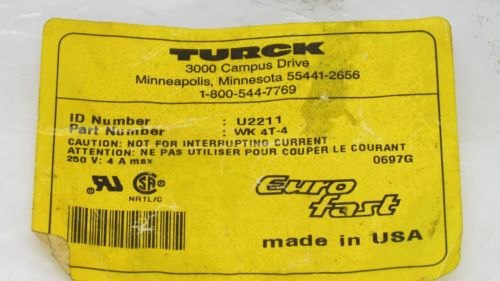 TURCK
3000 Campus Drive
Minneapolis, Minnesota 55441-2656
1-800-544-7769
ID Number : U2211
Part Number : WK 4T-4
CAUTION: NOT FOR INTERRUPTING CURRENT
ATTENTION: NE PAS UTILISER POUR COUPER LE COURANT
250 V: 4 A max 0697G
NRTL/C
Euro
fast
made in USA